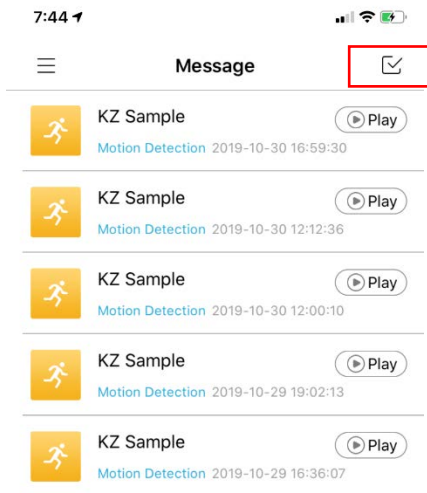 7:44
Message
KZ Sample
Play
Motion Detection 2019-10-30 16:59:30
KZ Sample
Play
Motion Detection 2019-10-30 12:12:36
KZ Sample
Play
Motion Detection 2019-10-30 12:00:10
KZ Sample
Play
Motion Detection 2019-10-29 19:02:13
KZ Sample
Play
Motion Detection 2019-10-29 16:36:07